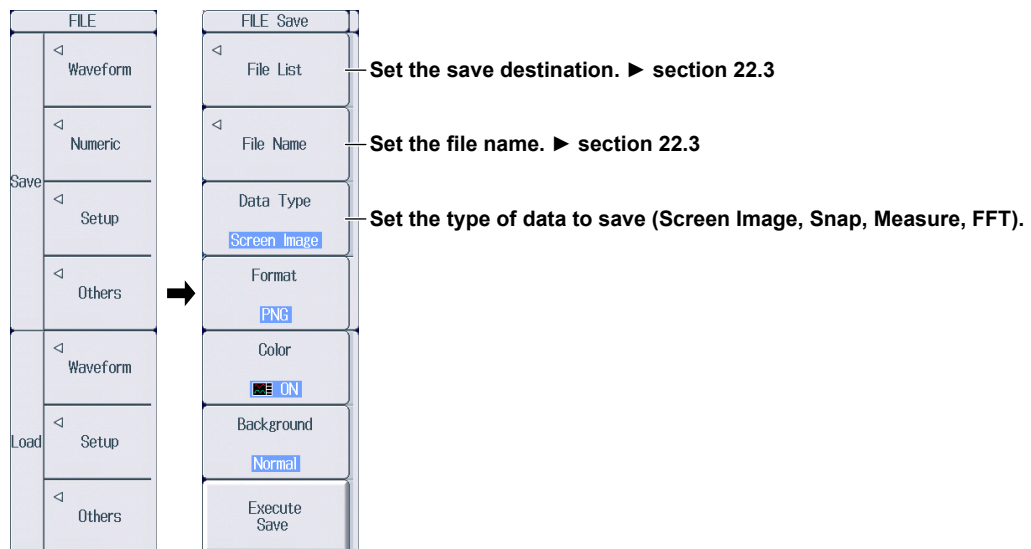 FILE
Save
Waveform
Numeric
Setup
Others
Load
Waveform
Setup
Others
FILE Save
File List
Set the save destination. ► section 22.3
File Name
Set the file name. ► section 22.3
Data Type
Screen Image
Set the type of data to save (Screen Image, Snap, Measure, FFT).
Format
PNG
Color
ON
Background
Normal
Execute
Save